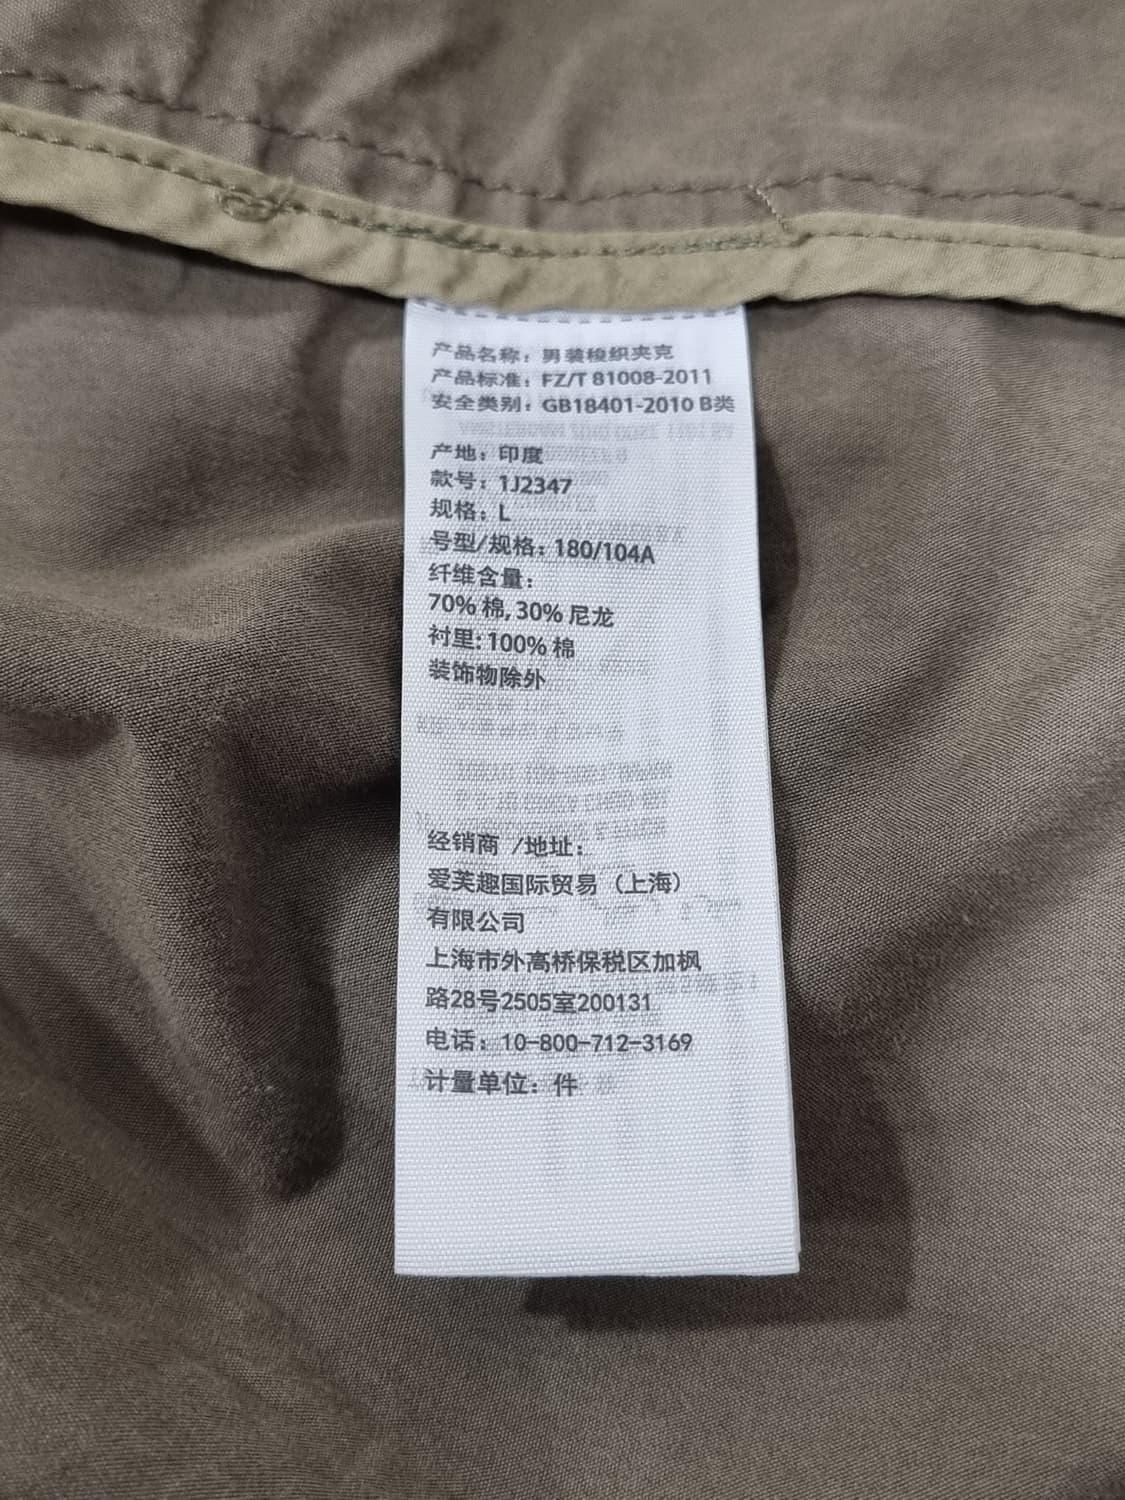 产品名称：男装梭织夹克
产品标准：FZ/T 81008-2011
安全类别：GB18401-2010 B类
产地：印度
款号：1J2347
规格：L
号型/规格：180/104A
纤维含量：
70% 棉, 30% 尼龙
衬里: 100% 棉
装饰物除外
经销商 /地址：
爱芙趣国际贸易（上海）
有限公司
上海市外高桥保税区加枫
路28号2505室200131
电话：10-800-712-3169
计量单位：件